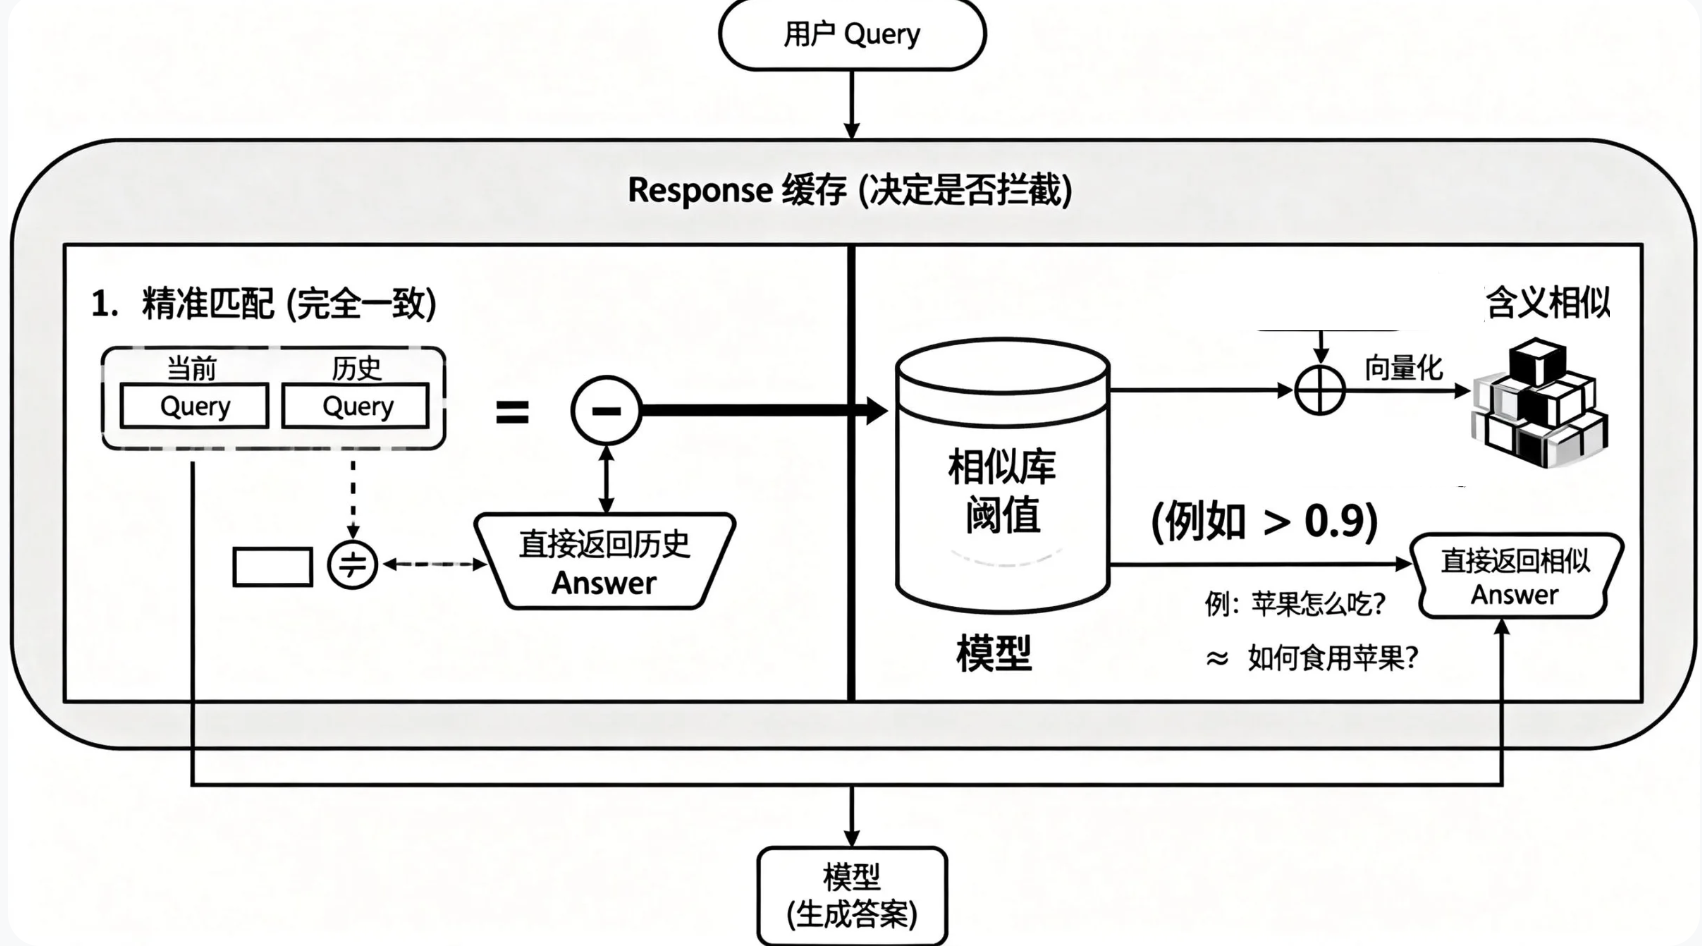 用户 Query
Response 缓存 (决定是否拦截)
1. 精准匹配 (完全一致)
当前
历史
Query
Query
=
≠
直接返回历史
Answer
相似库
阈值
模型
含义相似
向量化
(例如 > 0.9)
直接返回相似
Answer
例：苹果怎么吃？
≈ 如何食用苹果？
模型
(生成答案)